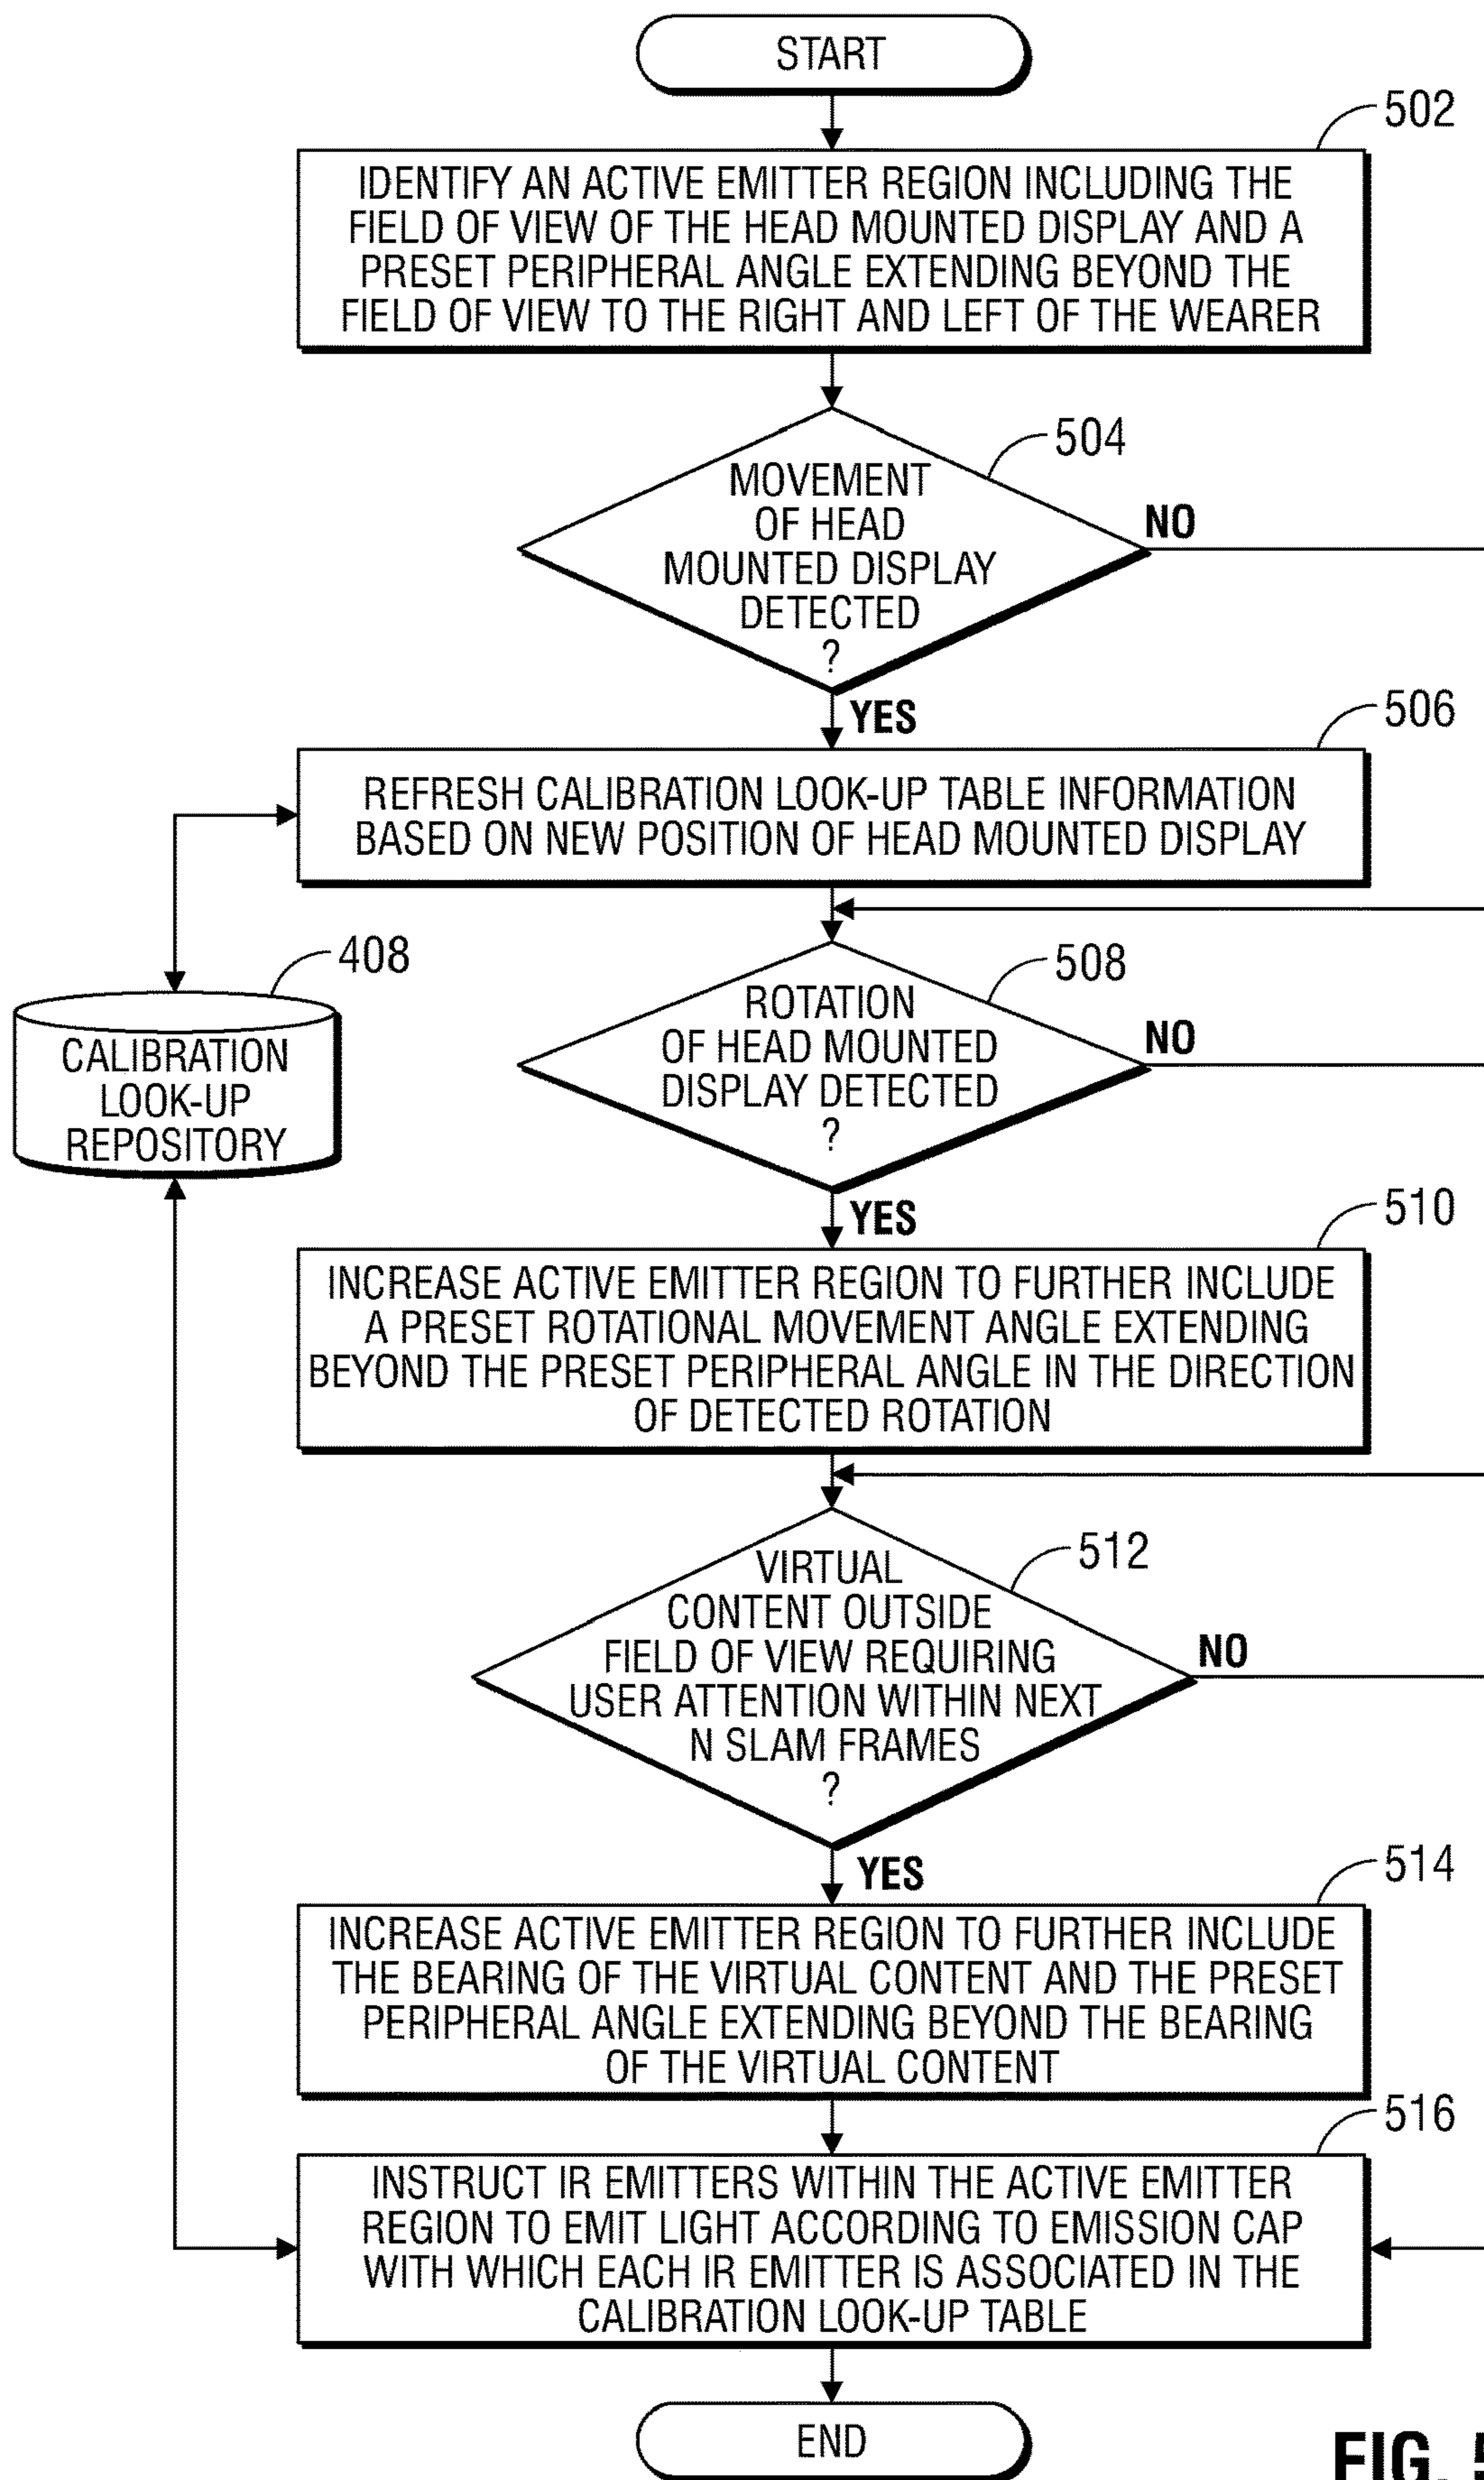 START
502
IDENTIFY AN ACTIVE EMITTER REGION INCLUDING THE
FIELD OF VIEW OF THE HEAD MOUNTED DISPLAY AND A
PRESET PERIPHERAL ANGLE EXTENDING BEYOND THE
FIELD OF VIEW TO THE RIGHT AND LEFT OF THE WEARER
504
MOVEMENT
OF HEAD
MOUNTED DISPLAY
DETECTED
?
NO
YES
506
REFRESH CALIBRATION LOOK-UP TABLE INFORMATION
BASED ON NEW POSITION OF HEAD MOUNTED DISPLAY
408
CALIBRATION
LOOK-UP
REPOSITORY
508
ROTATION
OF HEAD MOUNTED
DISPLAY DETECTED
?
NO
YES
510
INCREASE ACTIVE EMITTER REGION TO FURTHER INCLUDE
A PRESET ROTATIONAL MOVEMENT ANGLE EXTENDING
BEYOND THE PRESET PERIPHERAL ANGLE IN THE DIRECTION
OF DETECTED ROTATION
512
VIRTUAL
CONTENT OUTSIDE
FIELD OF VIEW REQUIRING
USER ATTENTION WITHIN NEXT
N SLAM FRAMES
?
NO
YES
514
INCREASE ACTIVE EMITTER REGION TO FURTHER INCLUDE
THE BEARING OF THE VIRTUAL CONTENT AND THE PRESET
PERIPHERAL ANGLE EXTENDING BEYOND THE BEARING
OF THE VIRTUAL CONTENT
516
INSTRUCT IR EMITTERS WITHIN THE ACTIVE EMITTER
REGION TO EMIT LIGHT ACCORDING TO EMISSION CAP
WITH WHICH EACH IR EMITTER IS ASSOCIATED IN THE
CALIBRATION LOOK-UP TABLE
END
FIG. 5